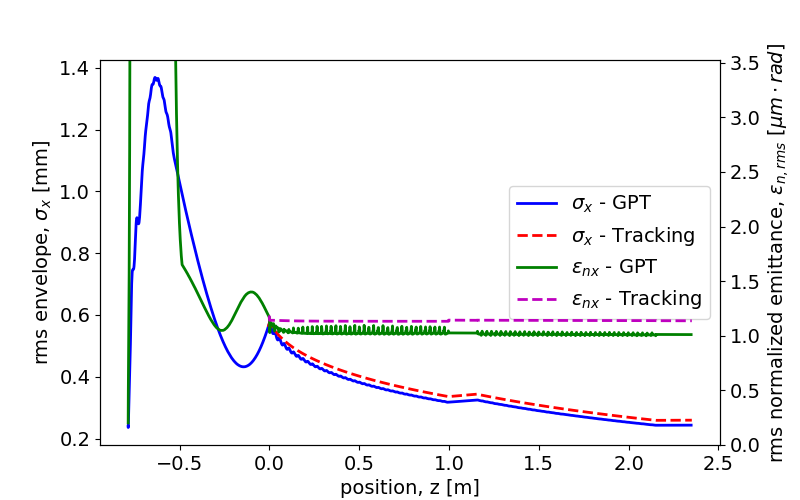 1.4
1.2
1.0
0.8
0.6
0.4
0.2
rms envelope, σx [mm]
3.5
3.0
2.5
2.0
1.5
1.0
0.5
0.0
rms normalized emittance, εn,rms [μm · rad]
σx - GPT
σx - Tracking
εnx - GPT
εnx - Tracking
−0.5 0.0 0.5 1.0 1.5 2.0 2.5
position, z [m]